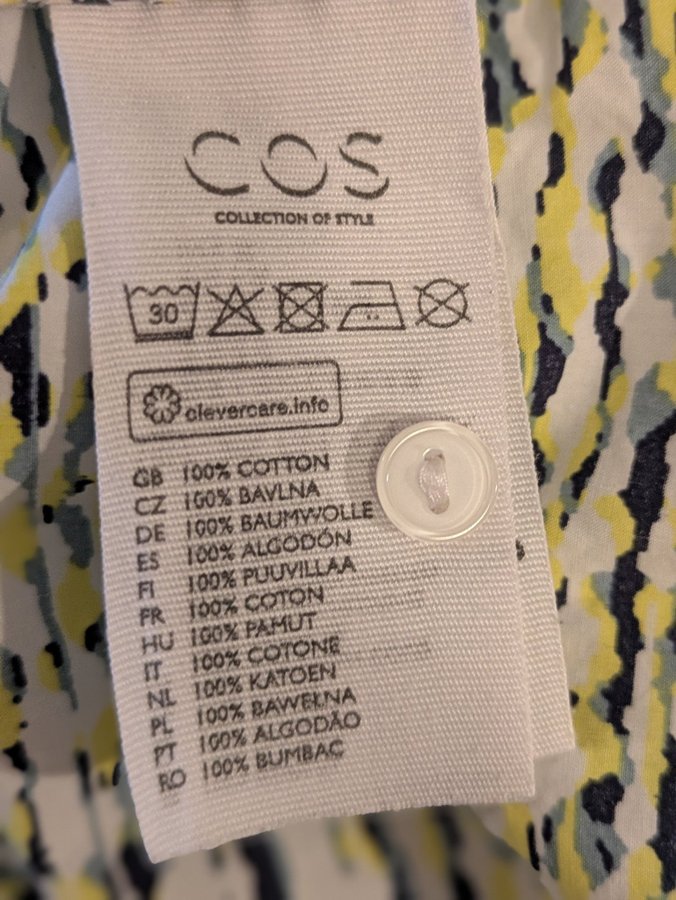 COS
COLLECTION OF STYLE
30
clevercare.info
GB 100% COTTON
CZ 100% BAVLNA
DE 100% BAUMWOLLE
ES 100% ALGODÓN
FI 100% PUUVILLAA
FR 100% COTON
HU 100% PAMUT
IT 100% COTONE
NL 100% KATOEN
PL 100% BAWEŁNA
PT 100% ALGODÃO
RO 100% BUMBAC